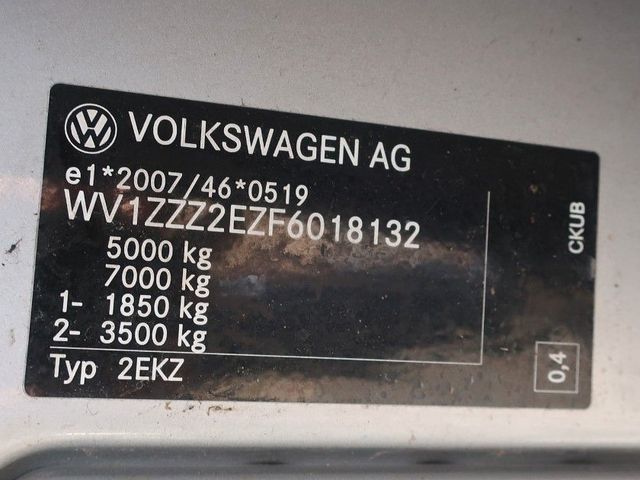 VOLKSWAGEN AG
e1*2007/46*0519
WV1ZZZ2EZF6018132
5000 kg
7000 kg
1- 1850 kg
2- 3500 kg
Typ 2EKZ
CKUB
0,4